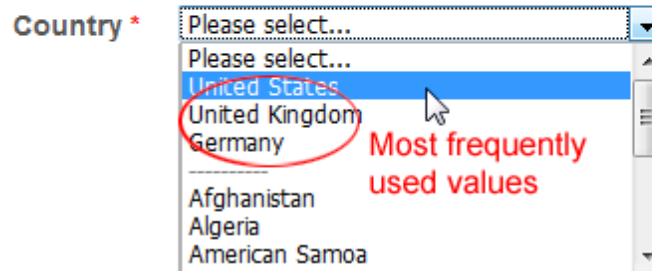 Country *
Please select...
Please select...
United States
United Kingdom
Germany
----------
Afghanistan
Algeria
American Samoa
Most frequently
used values